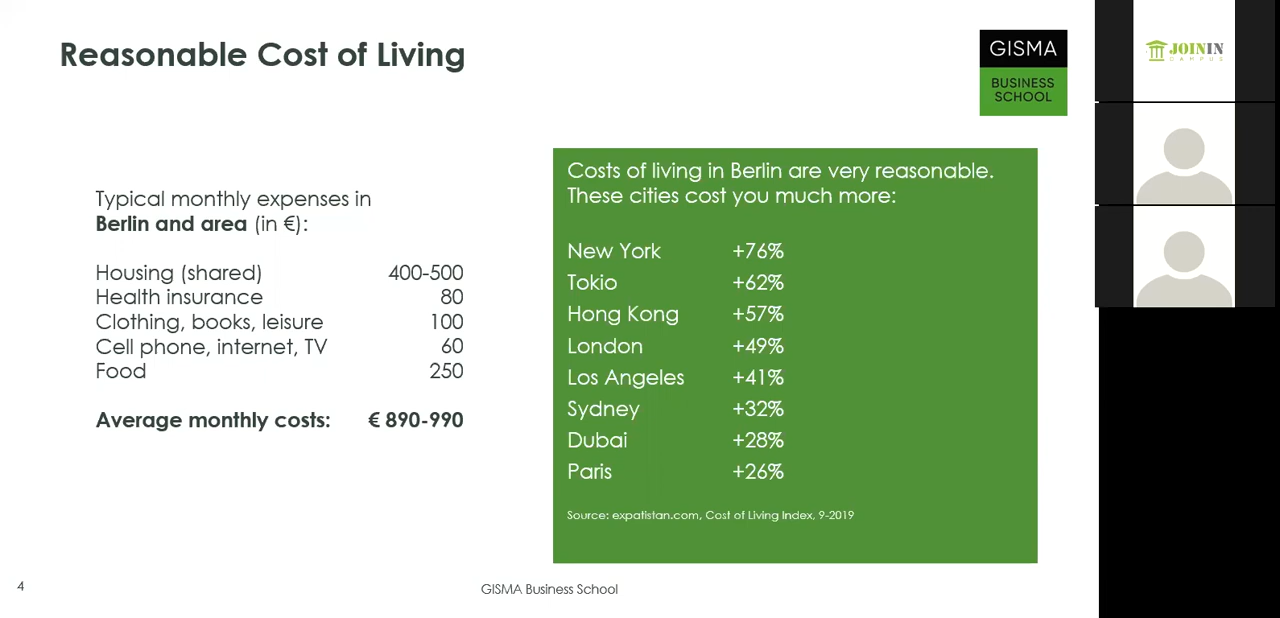 Reasonable Cost of Living
GISMA
BUSINESS
SCHOOL
JOININ
CAMPUS
Typical monthly expenses in
Berlin and area (in €):
Housing (shared) 400-500
Health insurance 80
Clothing, books, leisure 100
Cell phone, internet, TV 60
Food 250
Average monthly costs: € 890-990
Costs of living in Berlin are very reasonable.
These cities cost you much more:
New York +76%
Tokio +62%
Hong Kong +57%
London +49%
Los Angeles +41%
Sydney +32%
Dubai +28%
Paris +26%
Source: expatistan.com, Cost of Living Index, 9-2019
4
GISMA Business School